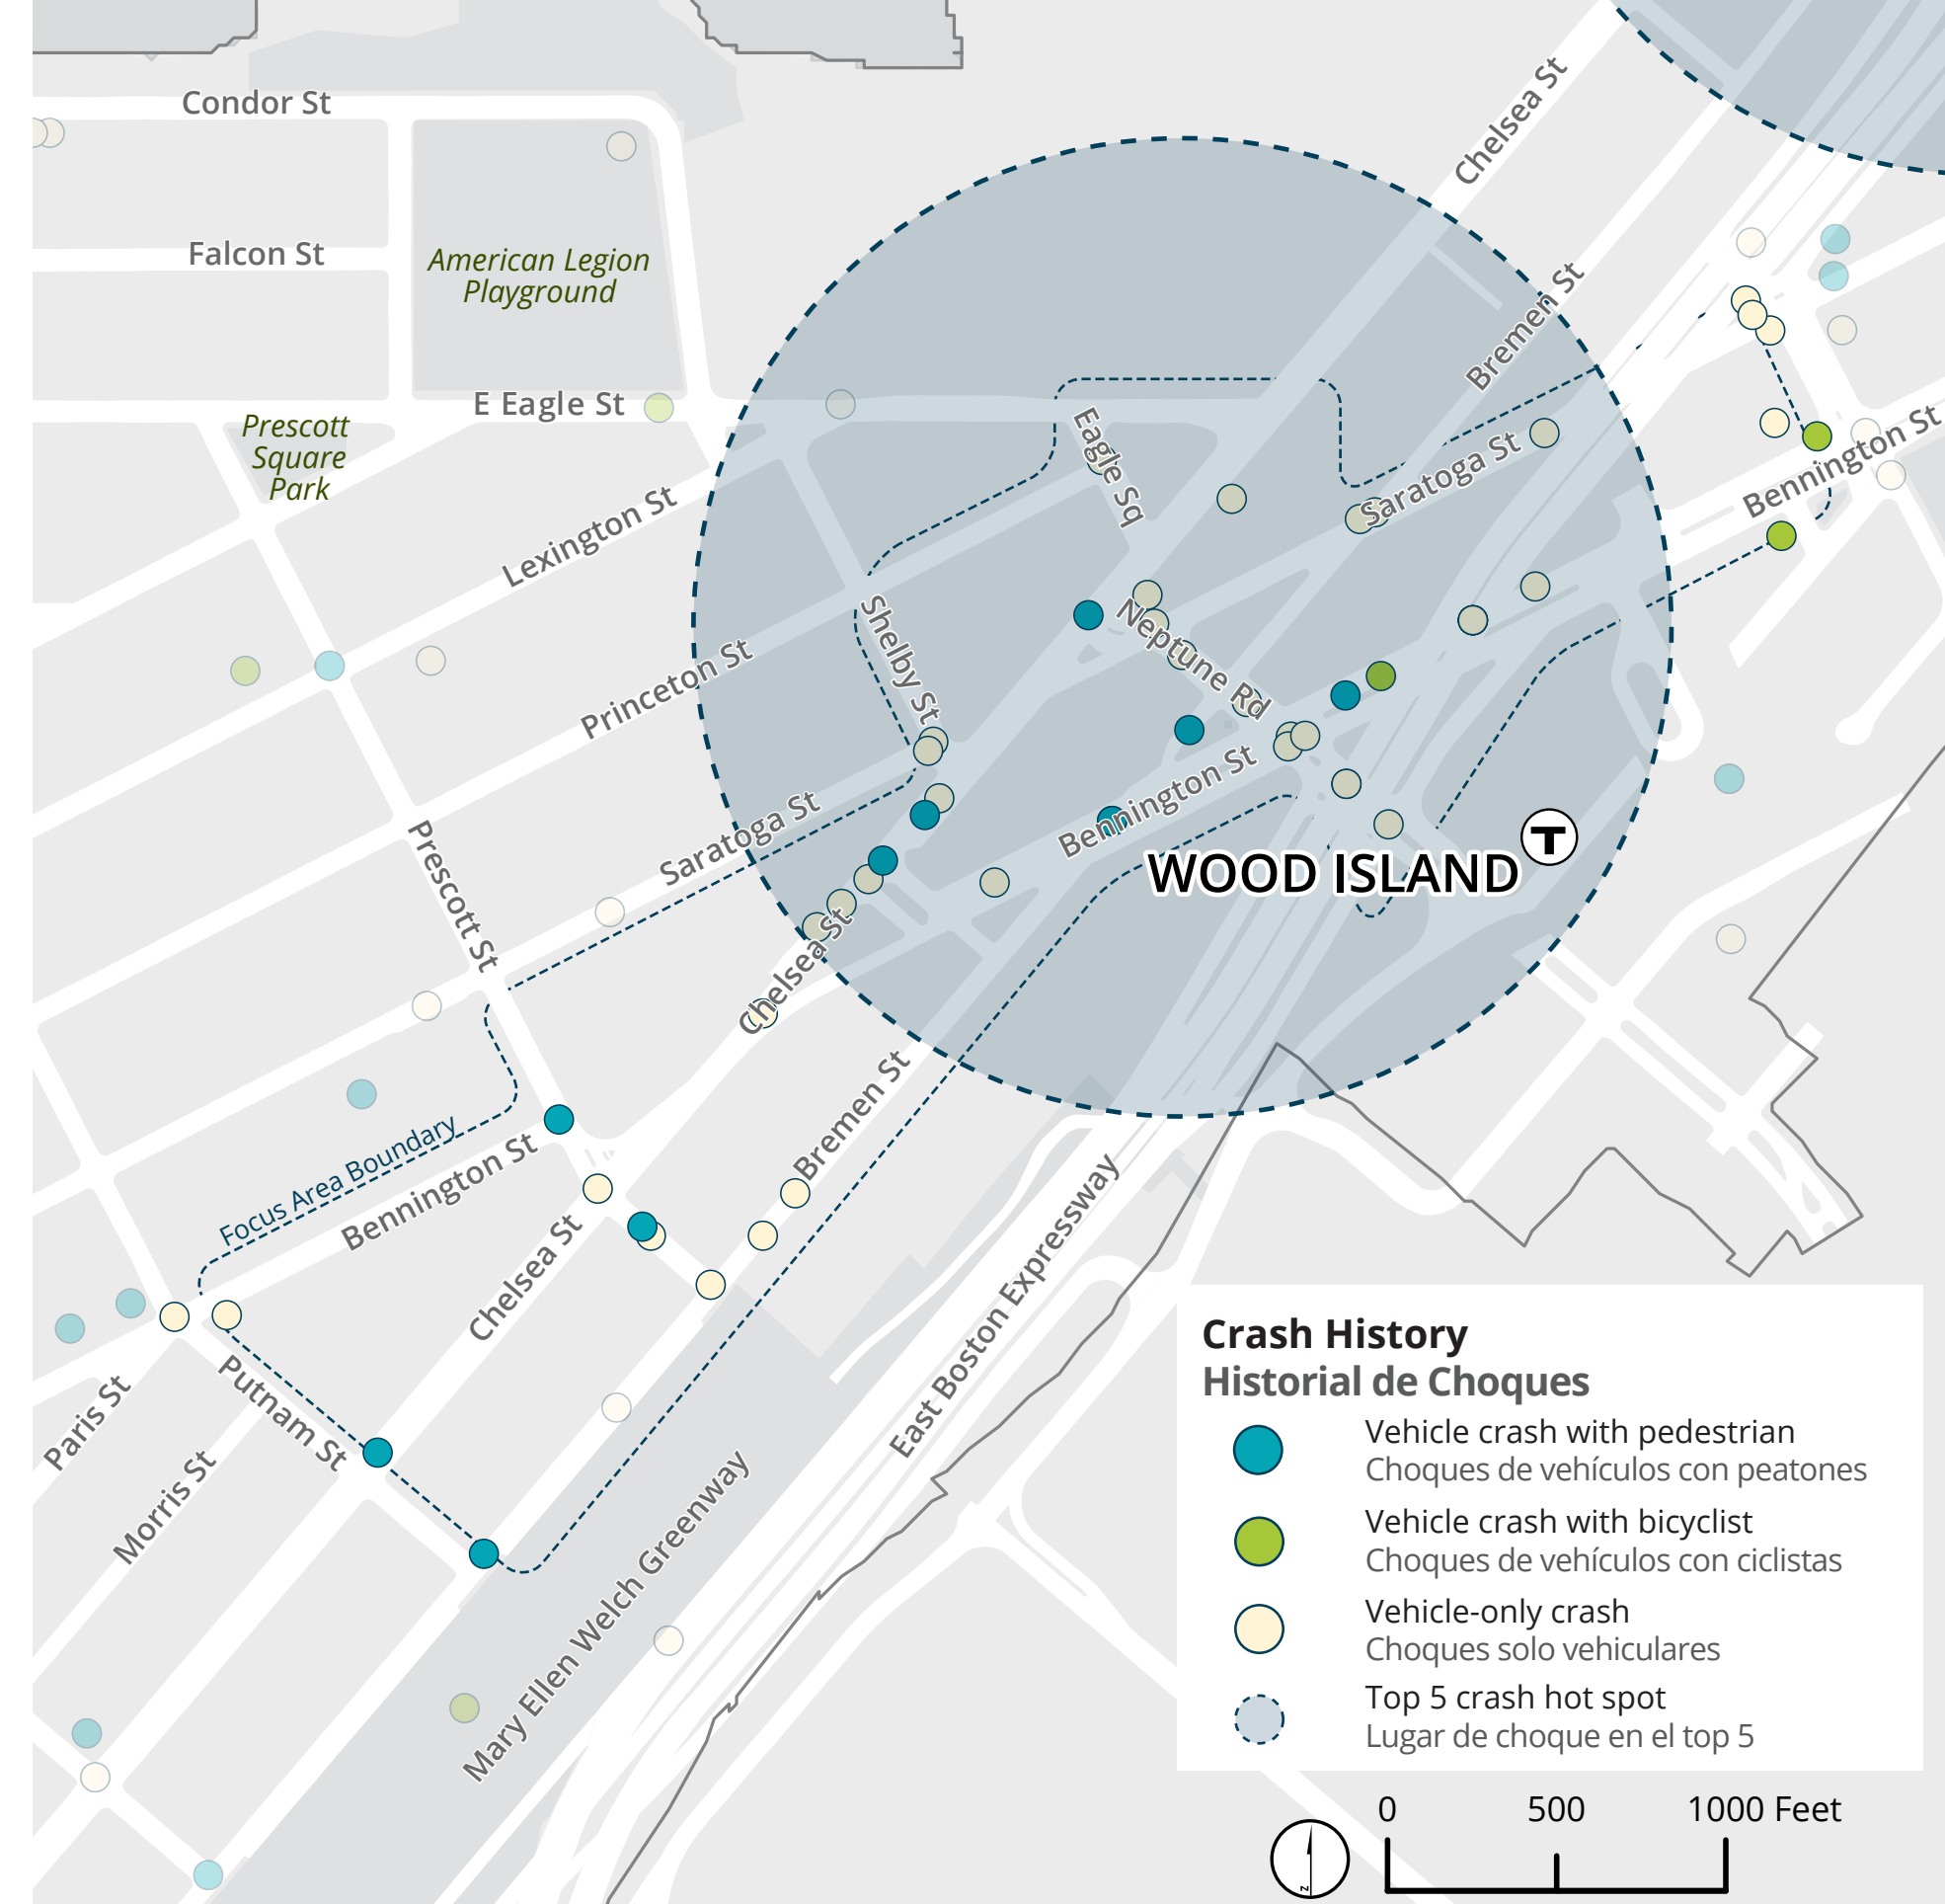 Condor St
Chelsea St
Falcon St
American Legion
Playground
Bremen St
E Eagle St
Prescott
Square
Park
Eagle Sq
Saratoga St
Bennington St
Lexington St
Princeton St
Shelby St
Neptune Rd
Bennington St
T
WOOD ISLAND
Saratoga St
Prescott St
Chelsea St
Bremen St
Focus Area Boundary
Bennington St
Chelsea St
East Boston Expressway
Putnam St
Paris St
Morris St
Mary Ellen Welch Greenway
Crash History
Historial de Choques
Vehicle crash with pedestrian
Choques de vehículos con peatones
Vehicle crash with bicyclist
Choques de vehículos con ciclistas
Vehicle-only crash
Choques solo vehiculares
Top 5 crash hot spot
Lugar de choque en el top 5
0 500 1000 Feet
N